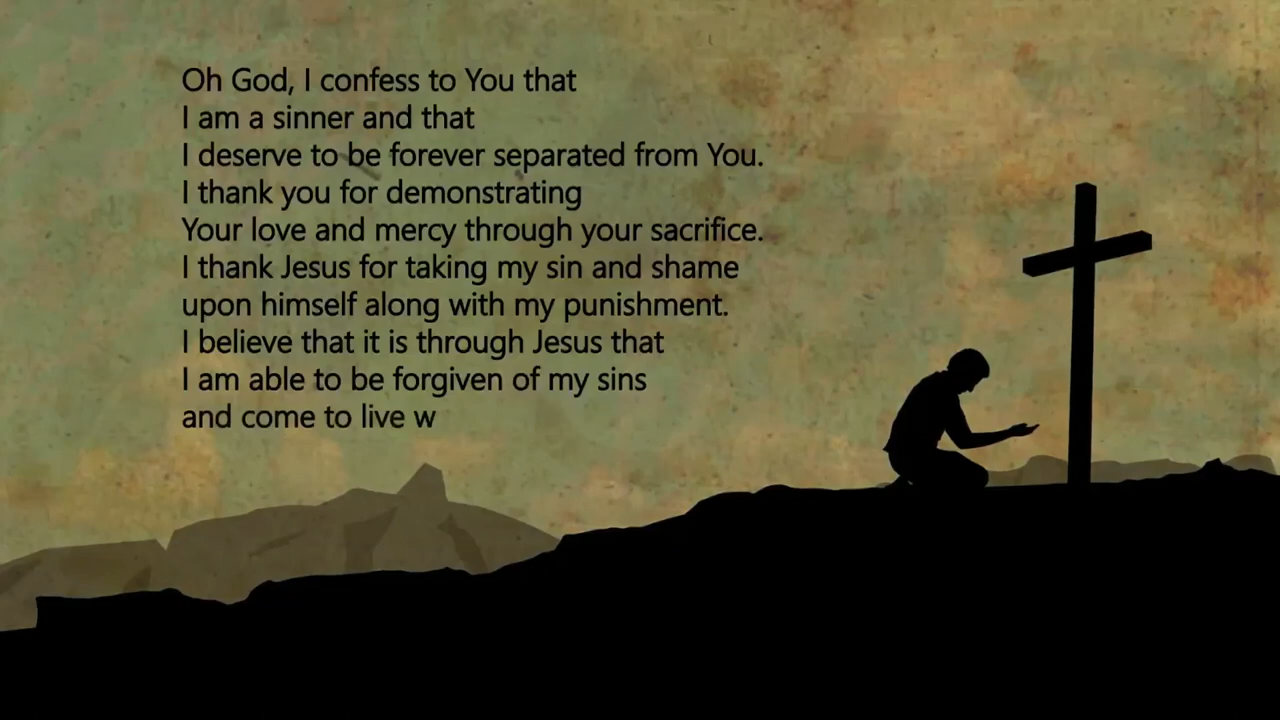 Oh God, I confess to You that
I am a sinner and that
I deserve to be forever separated from You.
I thank you for demonstrating
Your love and mercy through your sacrifice.
I thank Jesus for taking my sin and shame
upon himself along with my punishment.
I believe that it is through Jesus that
I am able to be forgiven of my sins
and come to live w